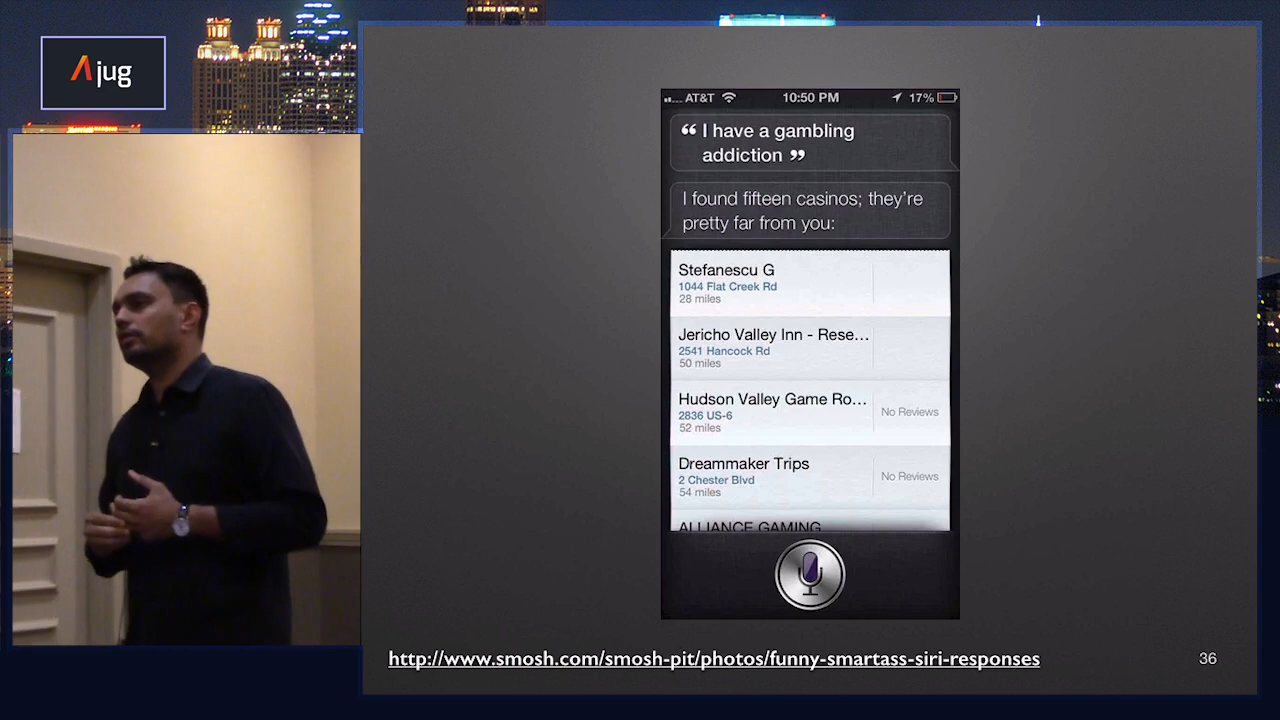 jug
AT&T 10:50 PM 17%
“ I have a gambling
addiction ”
I found fifteen casinos; they're
pretty far from you:
Stefanescu G
1044 Flat Creek Rd
28 miles
Jericho Valley Inn - Rese…
2541 Hancock Rd
50 miles
Hudson Valley Game Ro…
2836 US-6
52 miles
No Reviews
Dreammaker Trips
2 Chester Blvd
54 miles
No Reviews
ALLIANCE GAMING
http://www.smosh.com/smosh-pit/photos/funny-smartass-siri-responses
36